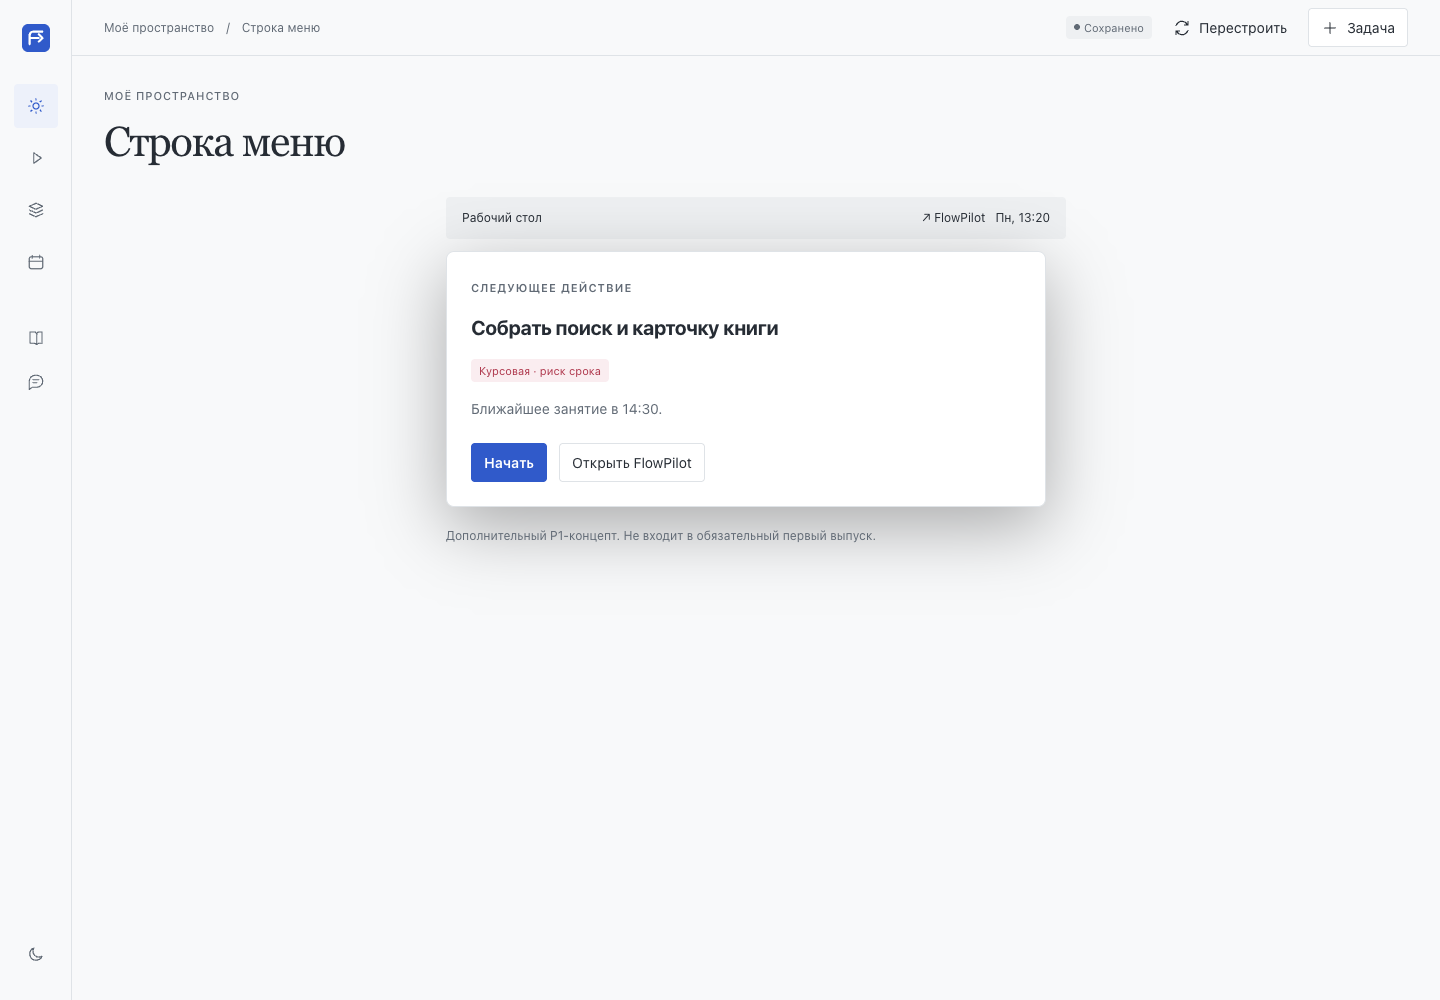 Моё пространство / Строка меню
Сохранено
Перестроить
Задача
МОЁ ПРОСТРАНСТВО
Строка меню
Рабочий стол
FlowPilot Пн, 13:20
СЛЕДУЮЩЕЕ ДЕЙСТВИЕ
Собрать поиск и карточку книги
Курсовая · риск срока
Ближайшее занятие в 14:30.
Начать
Открыть FlowPilot
Дополнительный P1-концепт. Не входит в обязательный первый выпуск.